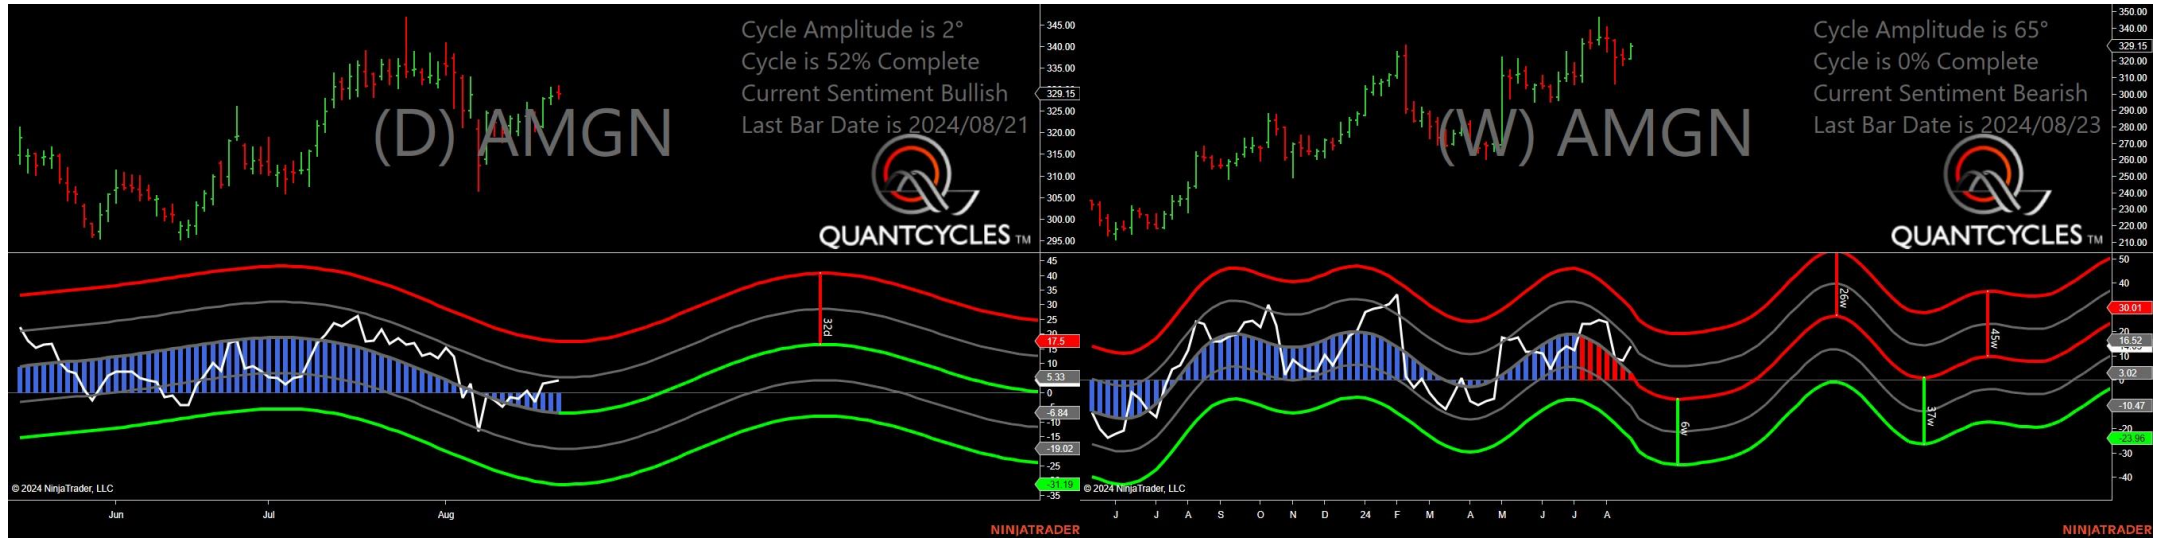 Cycle Amplitude is 2°
Cycle is 52% Complete
Current Sentiment Bullish
Last Bar Date is 2024/08/21
(D) AMGN
QUANTCYCLES TM
345.00
340.00
335.00
329.15
325.00
320.00
315.00
310.00
305.00
300.00
295.00
45
40
35
30
25
20
17.5
15
5.33
0
-6.84
-10
-15
-19.02
-25
-31.19
-35
32d
© 2024 NinjaTrader, LLC
Jun
Jul
Aug
NINJATRADER
Cycle Amplitude is 65°
Cycle is 0% Complete
Current Sentiment Bearish
Last Bar Date is 2024/08/23
(W) AMGN
QUANTCYCLES TM
350.00
340.00
329.15
320.00
310.00
300.00
290.00
280.00
270.00
260.00
250.00
240.00
230.00
220.00
210.00
50
40
30.01
20
16.52
10
3.02
0
-10.47
-20
-23.96
-30
-40
26w
45w
6w
37w
© 2024 NinjaTrader, LLC
J J A S O N D 24 F M A M J J A
NINJATRADER